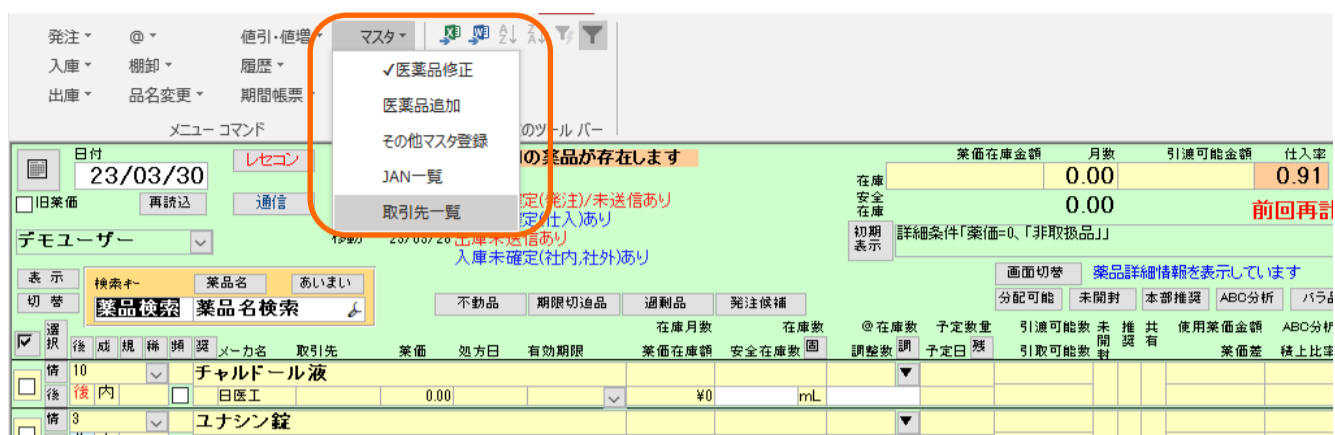 発注 @ 値引・値増 マスタ
入庫 棚卸 履歴
出庫 品名変更 期間帳票
✓医薬品修正
医薬品追加
その他マスタ登録
JAN一覧
取引先一覧
メニュー コマンド のツール バー
日付
23/03/30
レセコン
の薬品が存在します
旧薬価 再読込 通信
定(発注)/未送信あり
定(仕入)あり
デモユーザー
23/03/28 出庫未送信あり
入庫未確定(社内,社外)あり
薬価在庫金額 月数 引渡可能金額 仕入率
在庫 0.00 0.91
安全在庫 0.00 前回再計
初期表示 詳細条件「薬価=0、「非取扱品」」
画面切替 薬品詳細情報を表示しています
表示 検索キー 薬品名 あいまい
切替 薬品検索 薬品名検索
不動品 期限切迫品 過剰品 発注候補
分配可能 未開封 本部推奨 ABC分析 パラ品
選択 後 成 規 稀 頻 奨 メーカ名 取引先 薬価 処方日 有効期限
在庫月数 在庫数 @在庫数 予定数量 引渡可能数 未開封 推奨 共有 使用薬価金額 ABC分析
薬価在庫額 安全在庫数 固 調整数 調 予定日 残 引取可能数 薬価差 積上比率
情 10 チャルドール液
後 後 内 日医工 0.00 ¥0 mL
情 3 ユナシン錠